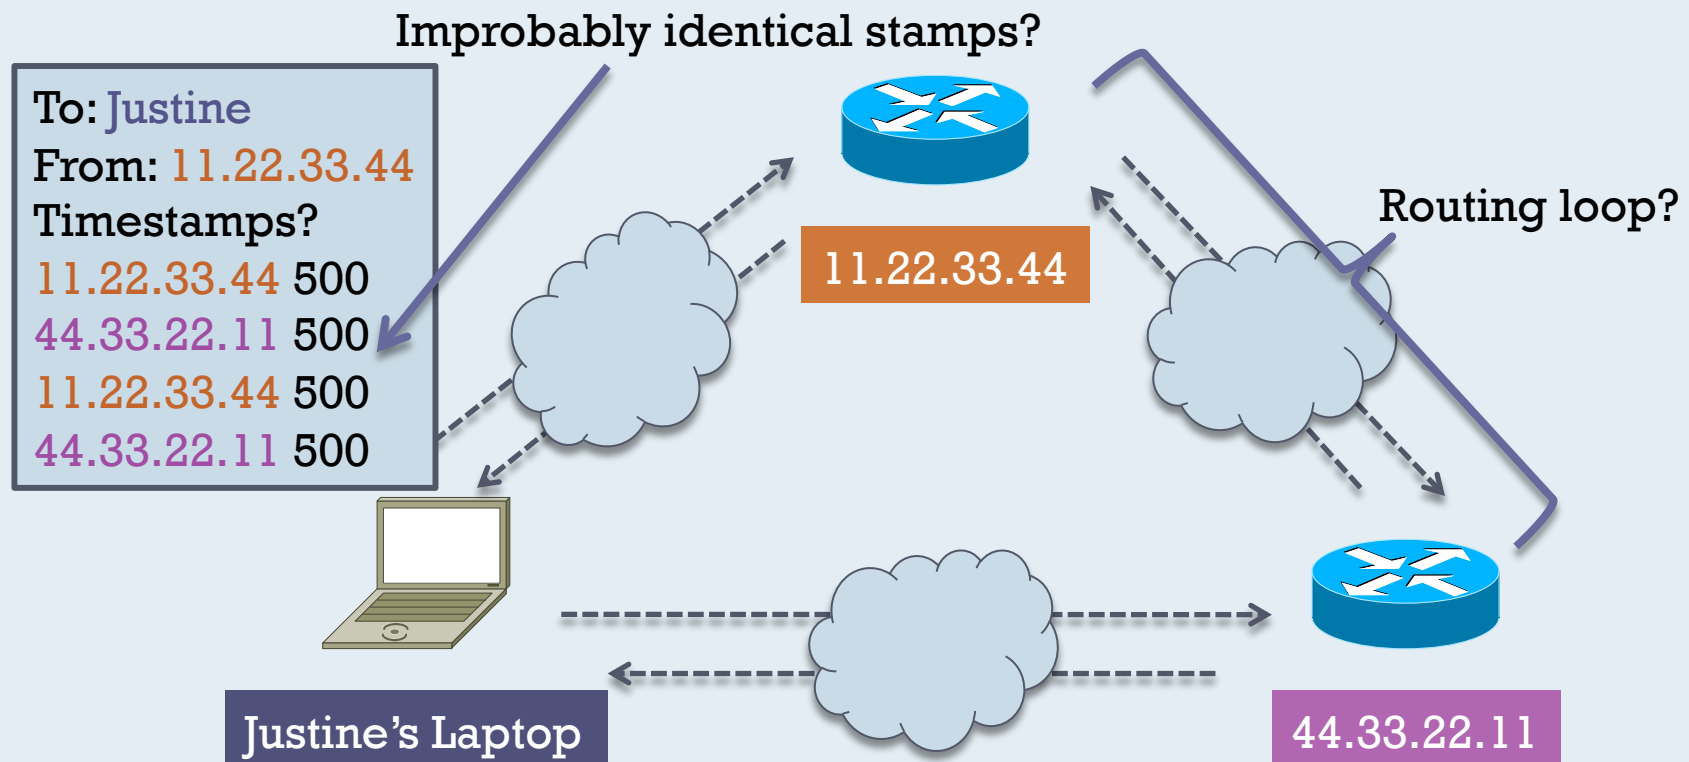 Improbably identical stamps?
To: Justine
From: 11.22.33.44
Timestamps?
11.22.33.44 500
44.33.22.11 500
11.22.33.44 500
44.33.22.11 500
Routing loop?
11.22.33.44
Justine’s Laptop
44.33.22.11